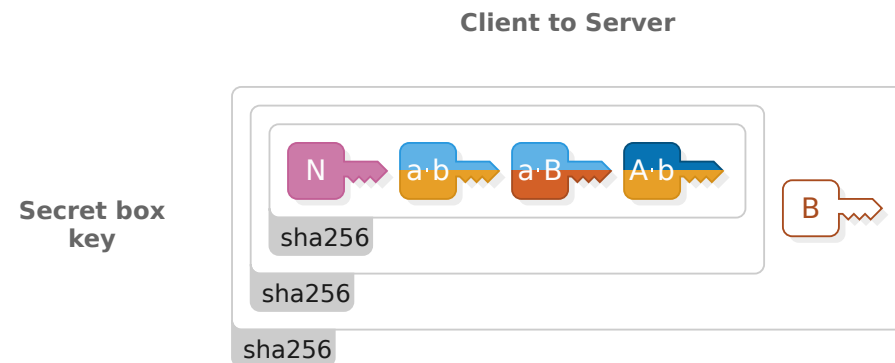 Client to Server
Secret box
key
N a·b a·B A·b
B
sha256
sha256
sha256